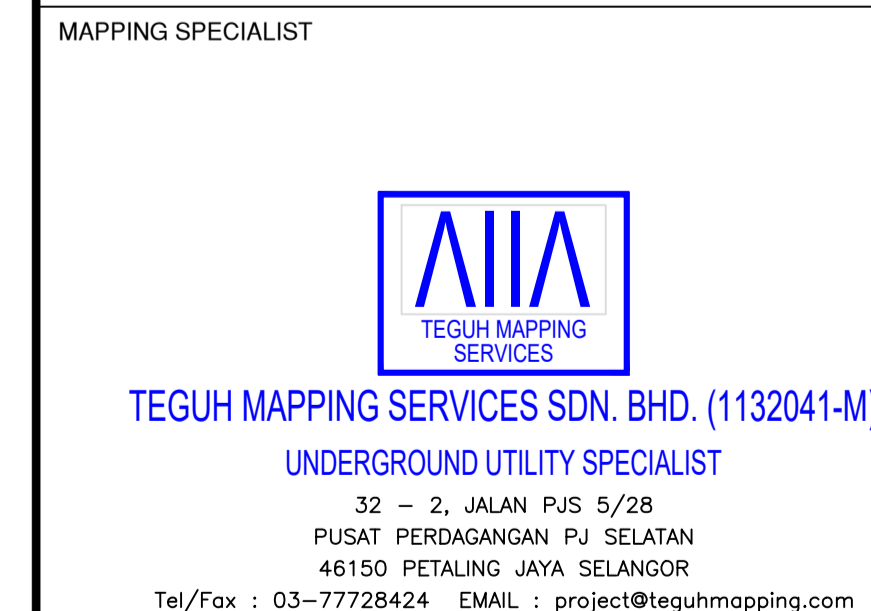 MAPPING SPECIALIST
TEGUH MAPPING
SERVICES
TEGUH MAPPING SERVICES SDN. BHD. (1132041-M)
UNDERGROUND UTILITY SPECIALIST
32 – 2, JALAN PJS 5/28
PUSAT PERDAGANGAN PJ SELATAN
46150 PETALING JAYA SELANGOR
Tel/Fax : 03–77728424 EMAIL : project@teguhmapping.com